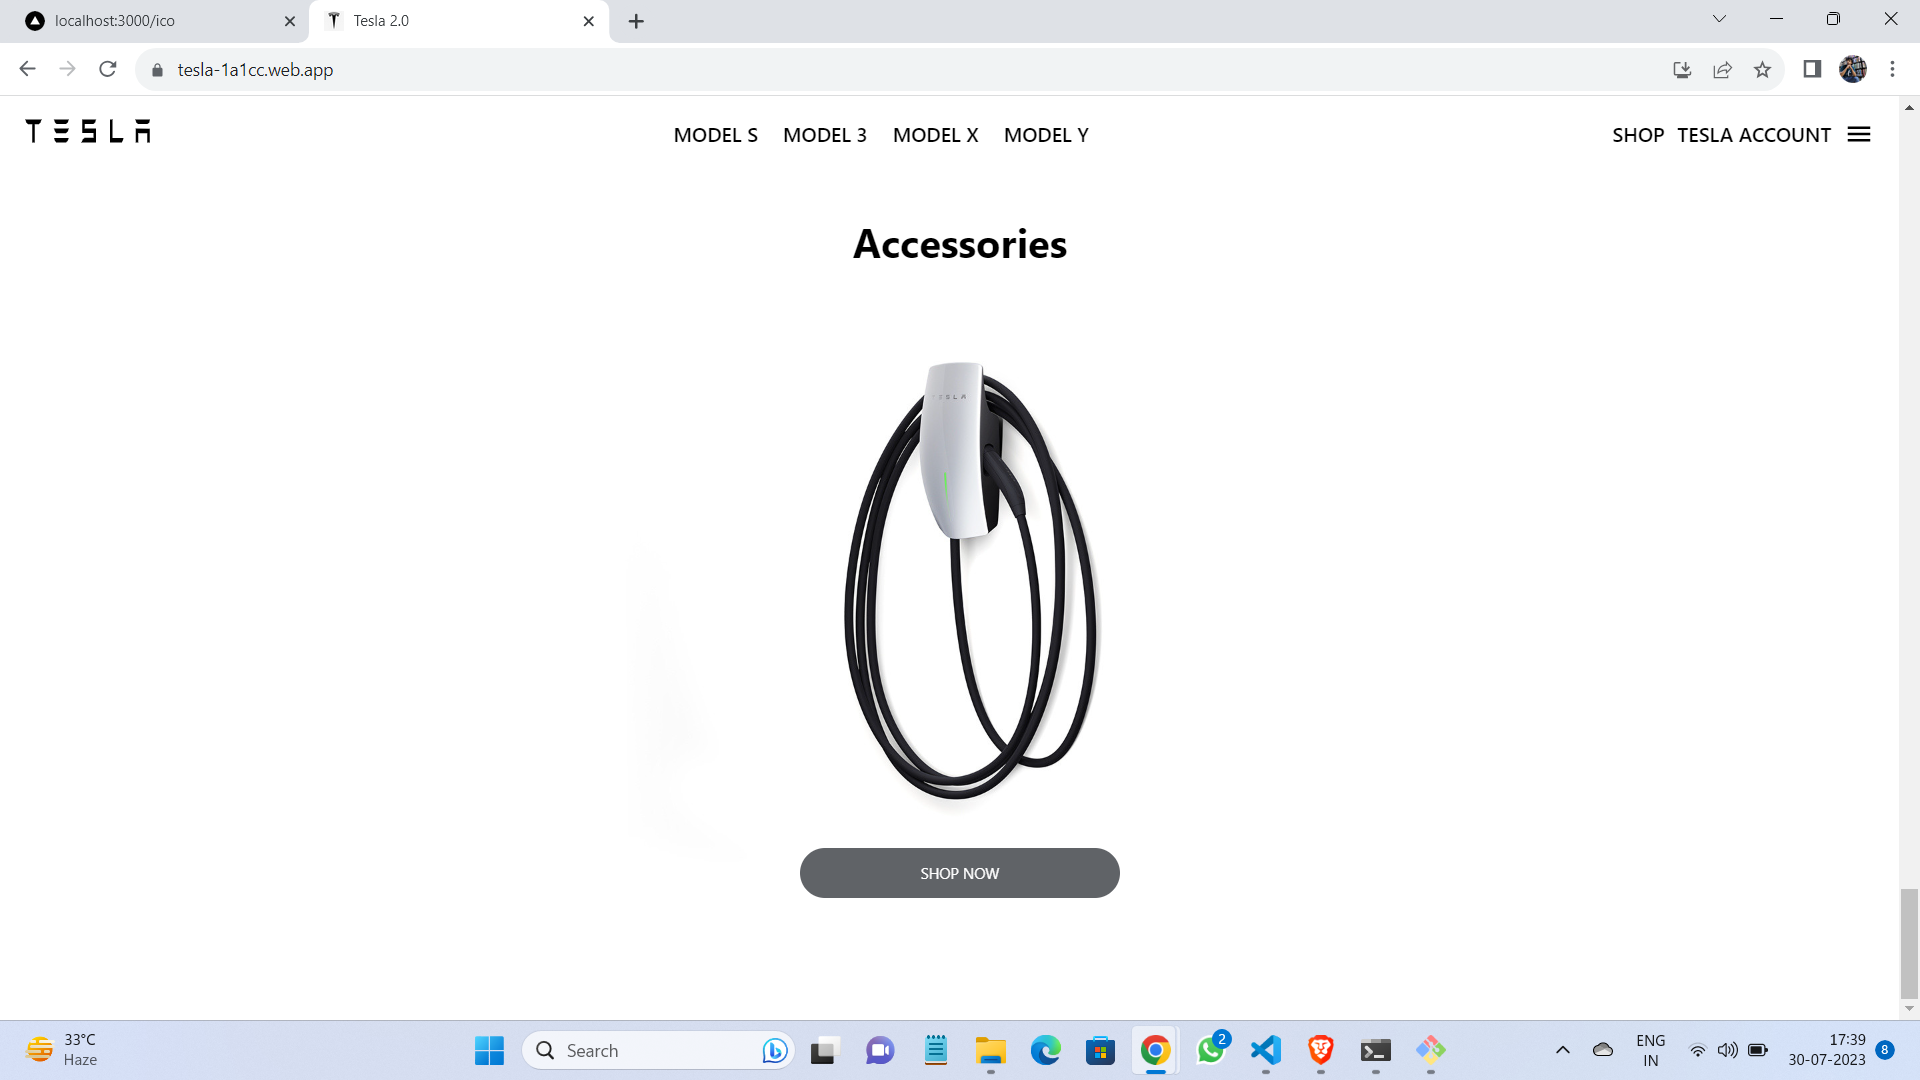 localhost:3000/ico
Tesla 2.0
tesla-1a1cc.web.app
TESLA
MODEL S MODEL 3 MODEL X MODEL Y
SHOP TESLA ACCOUNT
Accessories
TESLA
SHOP NOW
33°C
Haze
Search
2
ENG
IN
17:39
30-07-2023
8